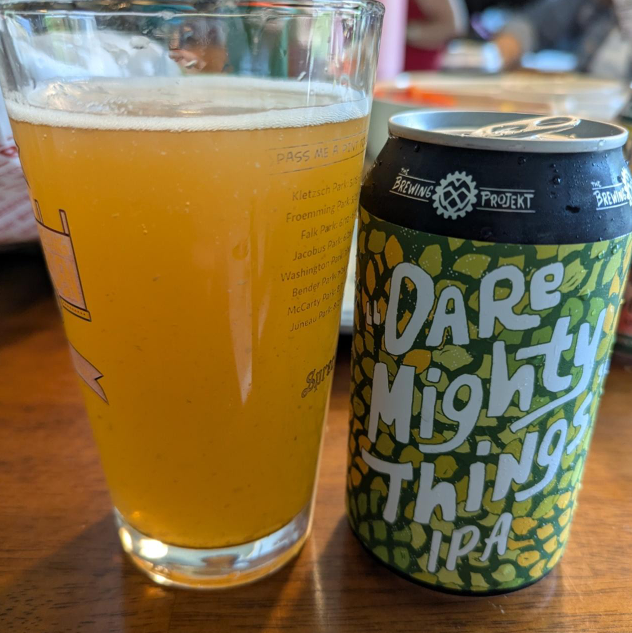 PASS ME A PINT
Kletzsch Park
Froemming Park
Falk Park:
Jacobus Park:
Washington Park
Bender Park
McCarty Park
Juneau Park
THE
BREWING PROJEKT
THE
BREWING
"DARe
Mighty
Things"
IPA